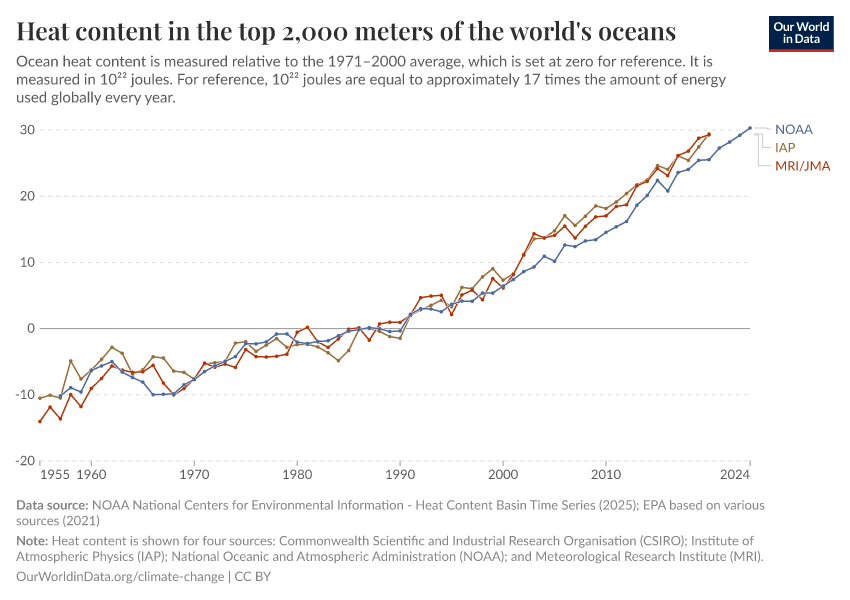 Heat content in the top 2,000 meters of the world's oceans
Our World
in Data
Ocean heat content is measured relative to the 1971–2000 average, which is set at zero for reference. It is
measured in 10²² joules. For reference, 10²² joules are equal to approximately 17 times the amount of energy
used globally every year.
30
20
10
0
-10
-20
NOAA
IAP
MRI/JMA
1955 1960 1970 1980 1990 2000 2010 2024
Data source: NOAA National Centers for Environmental Information - Heat Content Basin Time Series (2025); EPA based on various
sources (2021)
Note: Heat content is shown for four sources: Commonwealth Scientific and Industrial Research Organisation (CSIRO); Institute of
Atmospheric Physics (IAP); National Oceanic and Atmospheric Administration (NOAA); and Meteorological Research Institute (MRI).
OurWorldinData.org/climate-change | CC BY